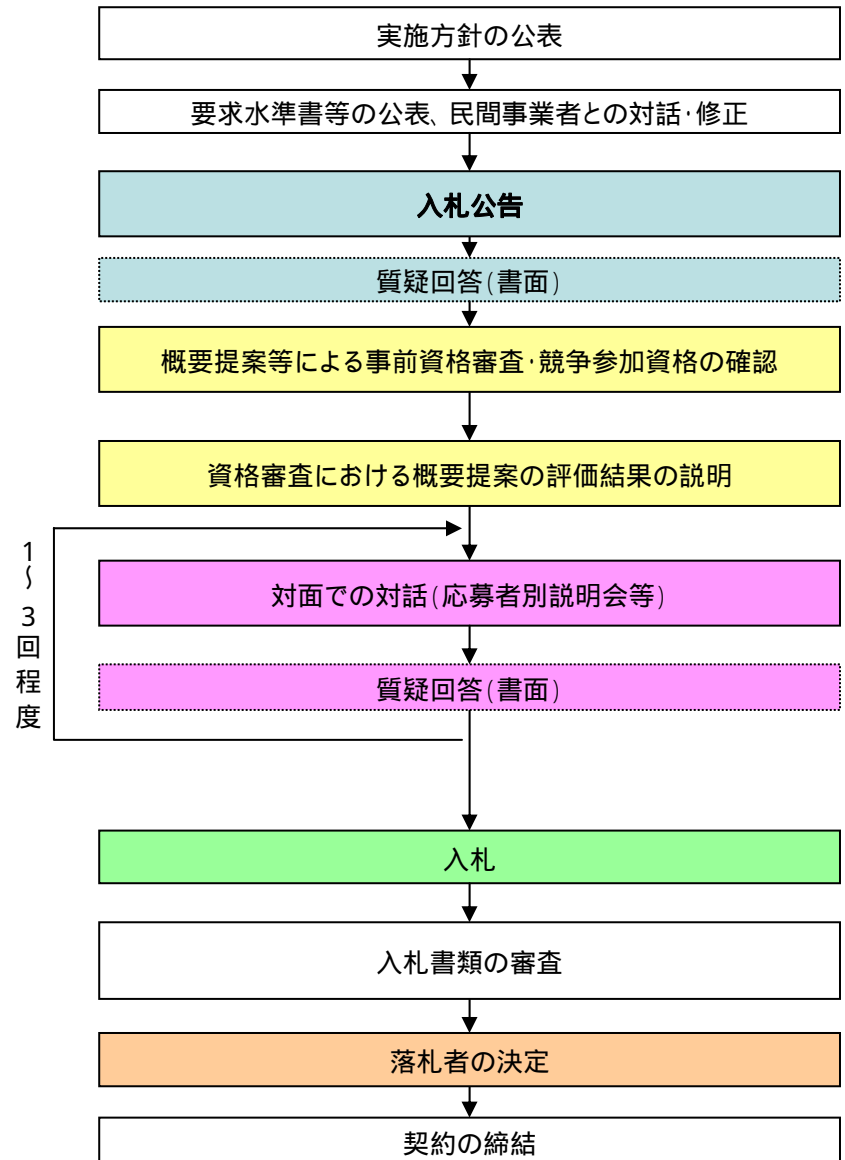 実施方針の公表
要求水準書等の公表、民間事業者との対話・修正
入札公告
質疑回答(書面)
概要提案等による事前資格審査・競争参加資格の確認
資格審査における概要提案の評価結果の説明
1～3回程度
対面での対話(応募者別説明会等)
質疑回答(書面)
入札
入札書類の審査
落札者の決定
契約の締結